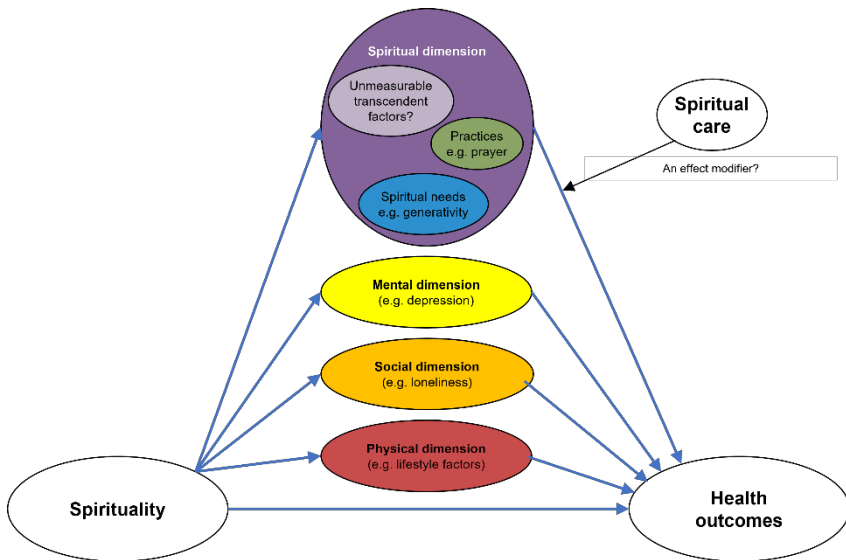 Spiritual dimension
Unmeasurable
transcendent
factors?
Practices
e.g. prayer
Spiritual needs
e.g. generativity
Spiritual
care
An effect modifier?
Mental dimension
(e.g. depression)
Social dimension
(e.g. loneliness)
Physical dimension
(e.g. lifestyle factors)
Spirituality
Health
outcomes